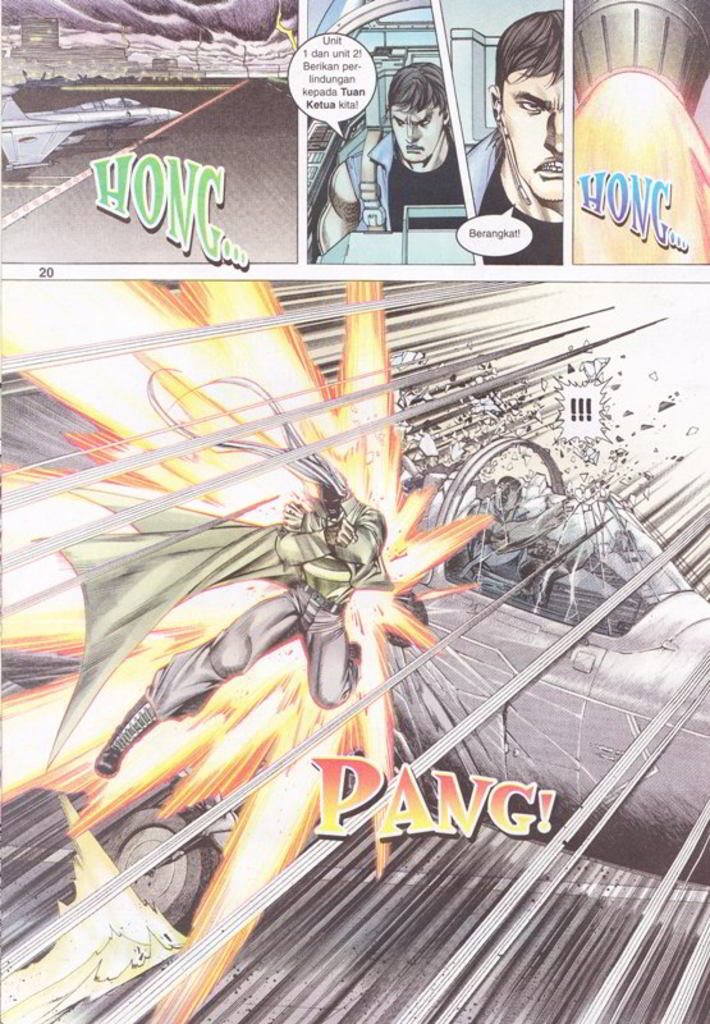 HONG...
Unit
1 dan unit 2!
Berikan per-
lindungan
kepada Tuan
Ketua kita!
Berangkat!
HONG...
20
!!!
PANG!